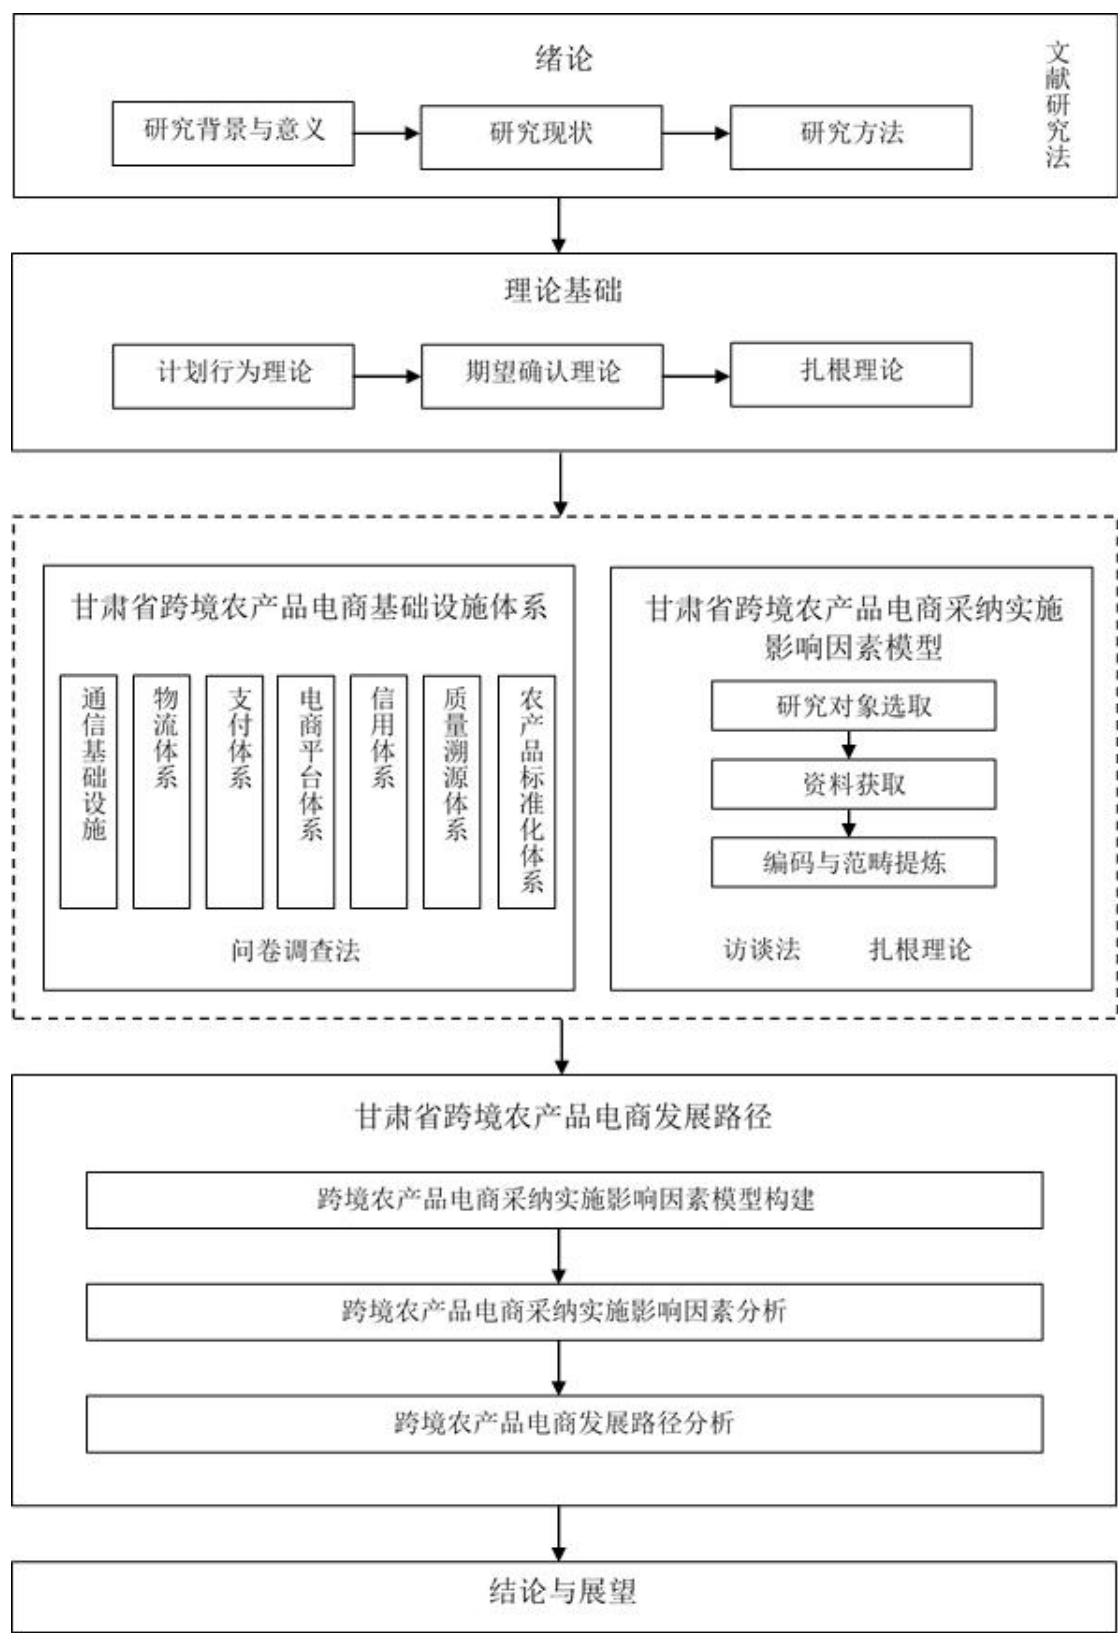 绪论
文献研究法
研究背景与意义
研究现状
研究方法
理论基础
计划行为理论
期望确认理论
扎根理论
甘肃省跨境农产品电商基础设施体系
通信基础设施
物流体系
支付体系
电商平台体系
信用体系
质量溯源体系
农产品标准化体系
问卷调查法
甘肃省跨境农产品电商采纳实施
影响因素模型
研究对象选取
资料获取
编码与范畴提炼
访谈法
扎根理论
甘肃省跨境农产品电商发展路径
跨境农产品电商采纳实施影响因素模型构建
跨境农产品电商采纳实施影响因素分析
跨境农产品电商发展路径分析
结论与展望